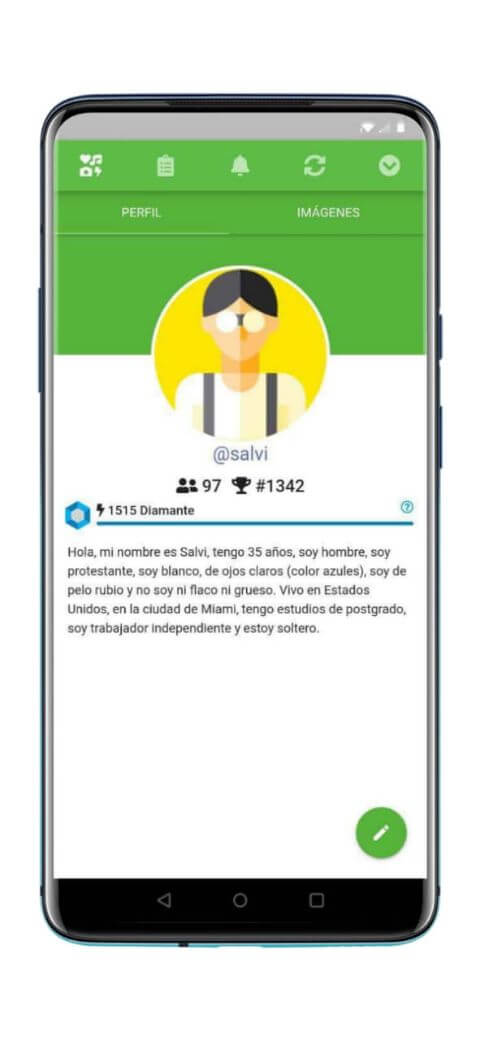 PERFIL IMÁGENES
@salvi
97 #1342
1515 Diamante
Hola, mi nombre es Salvi, tengo 35 años, soy hombre, soy
protestante, soy blanco, de ojos claros (color azules), soy de
pelo rubio y no soy ni flaco ni grueso. Vivo en Estados
Unidos, en la ciudad de Miami, tengo estudios de postgrado,
soy trabajador independiente y estoy soltero.